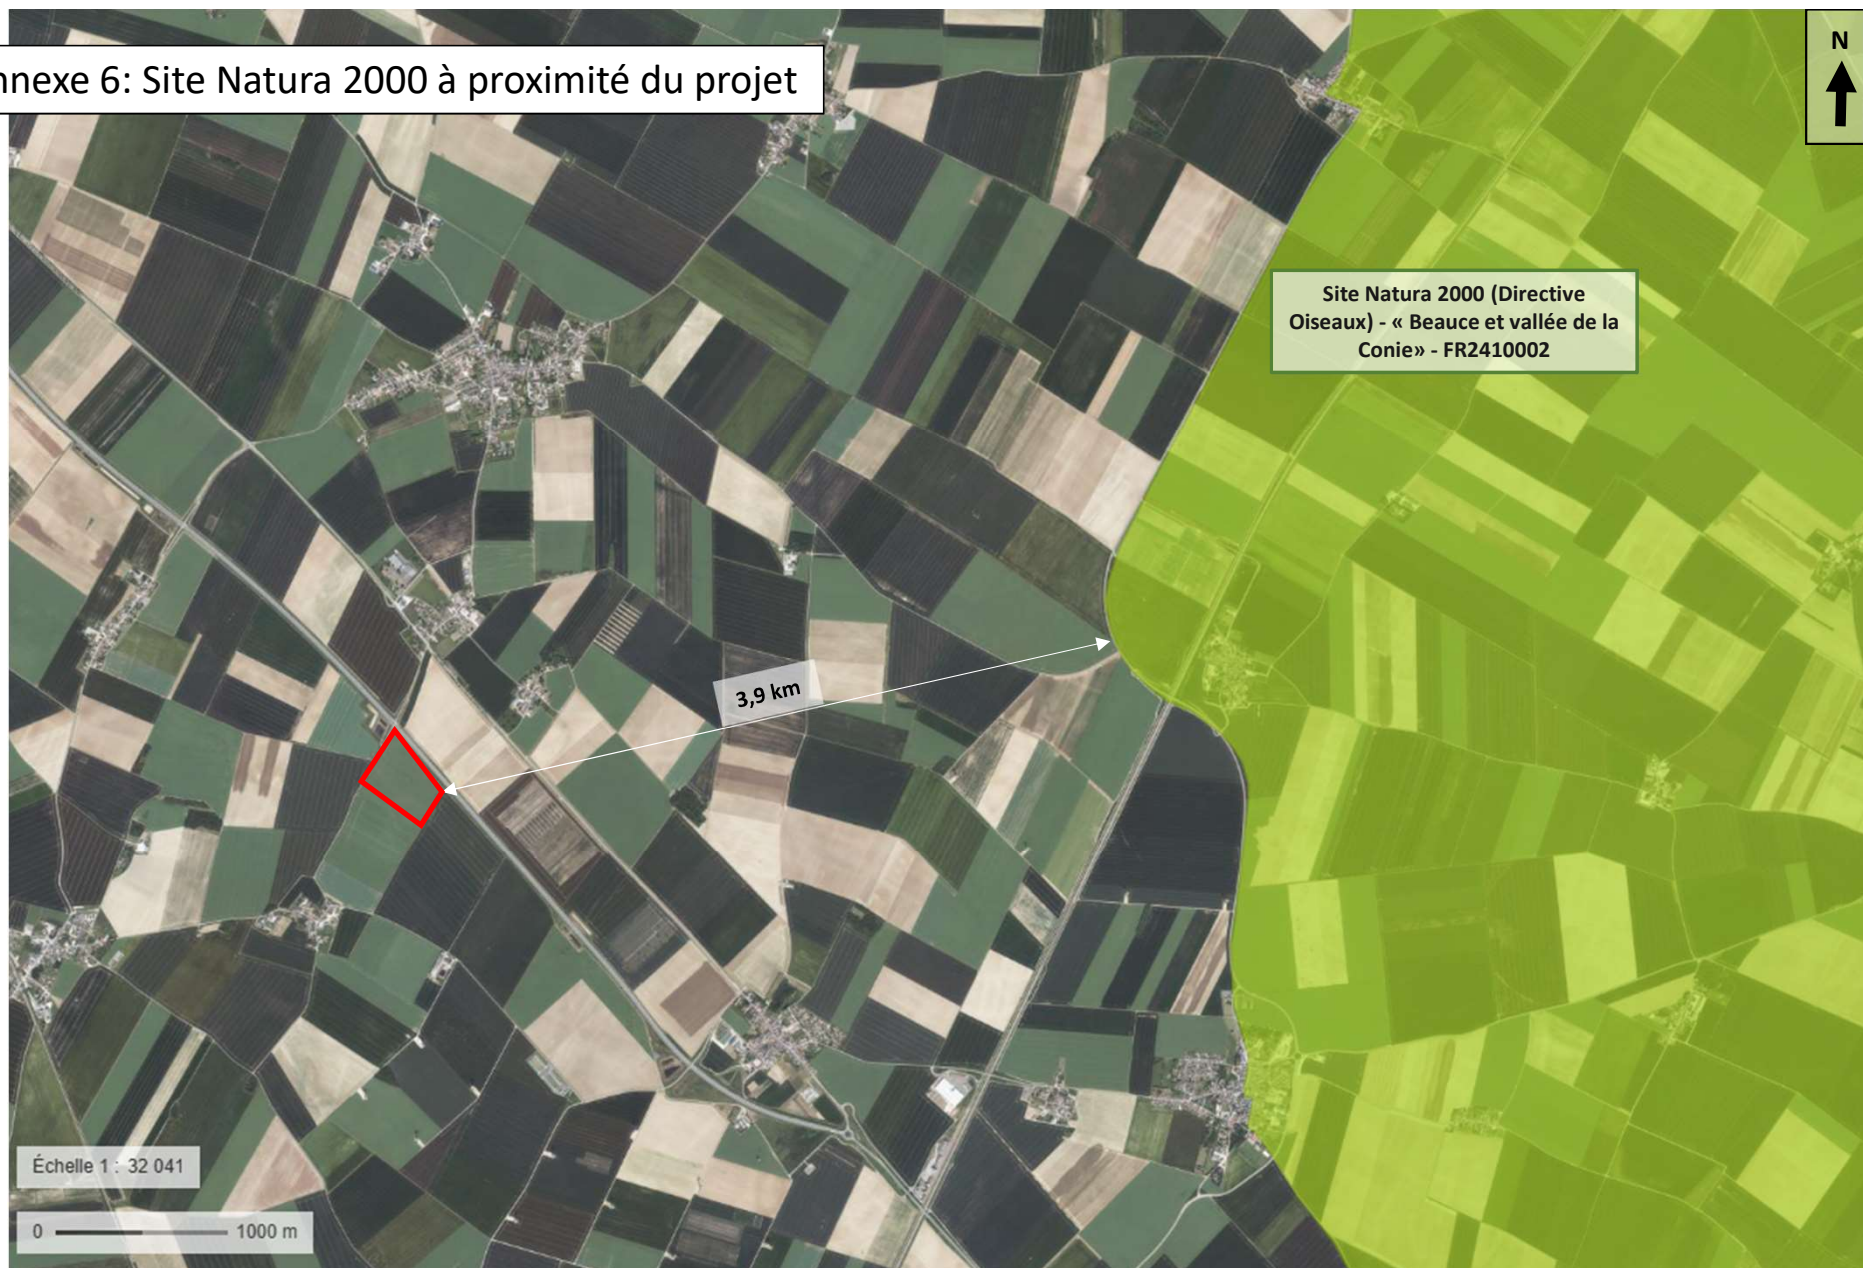 nnexe 6: Site Natura 2000 à proximité du projet
N
Site Natura 2000 (Directive
Oiseaux) - « Beauce et vallée de la
Conie» - FR2410002
3,9 km
Échelle 1 : 32 041
0 1000 m